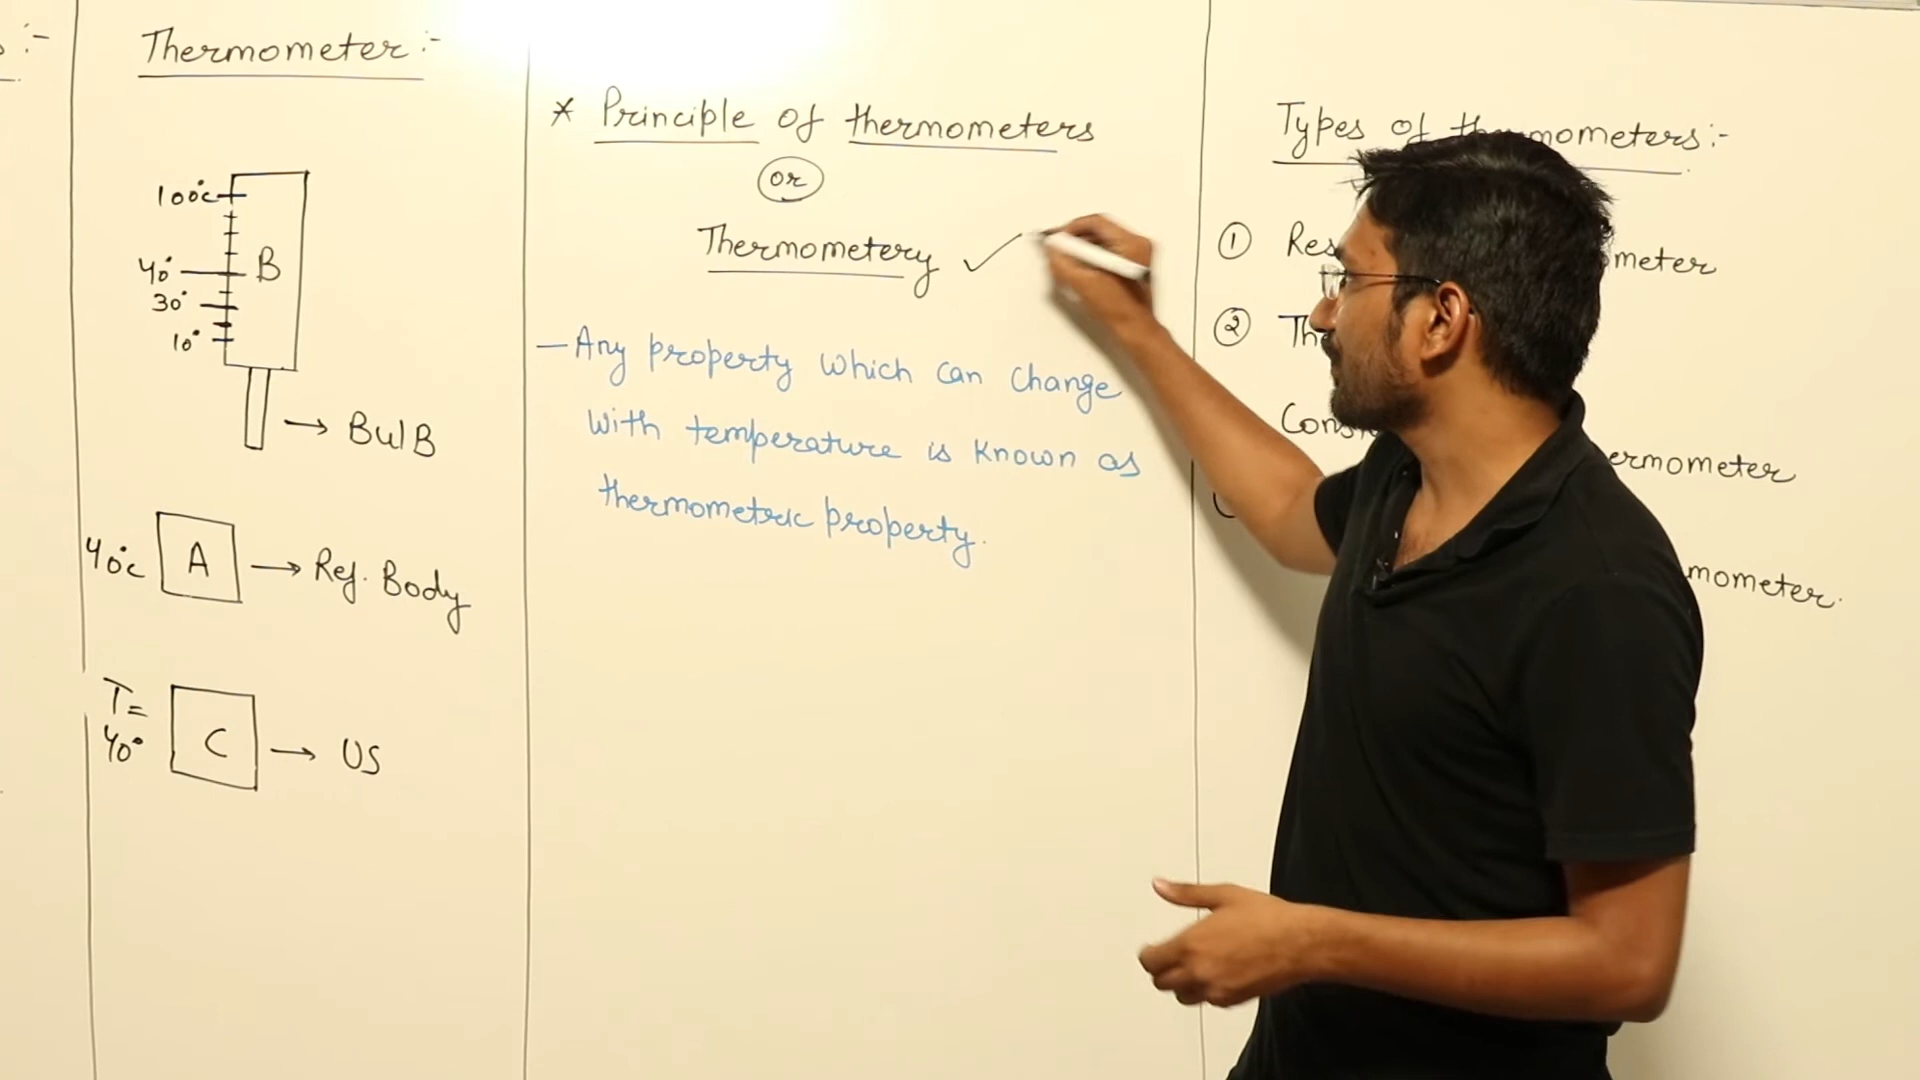 Thermometer:-
100°c
40°
B
30°
10°
BulB
40°c A → Ref. Body
T=
40° C → US
* Principle of thermometers
or
Thermometery ✓
— Any property which can change
with temperature is known as
thermometric property.
Types of mometers:-
① Res meter
②
ermometer
mometer.